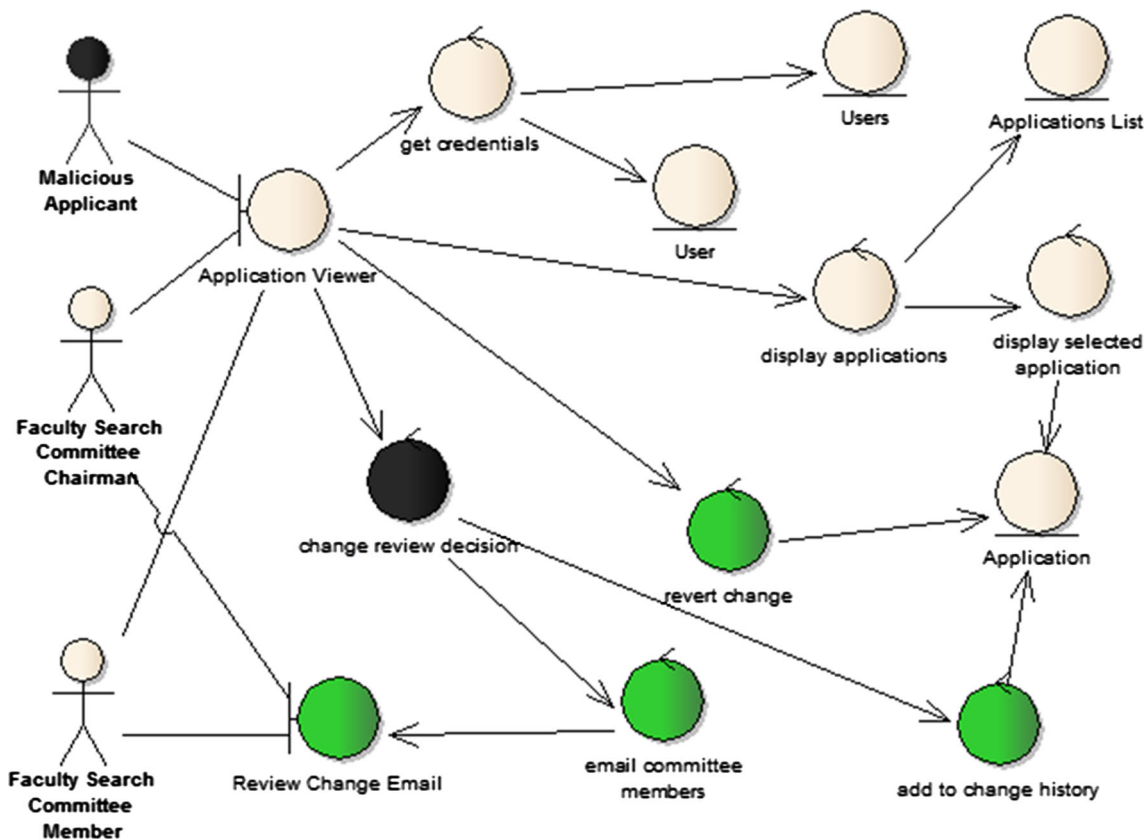 Users
Applications List
get credentials
Malicious
Applicant
User
Application Viewer
display applications
display selected
application
Faculty Search
Committee
Chairman
change review decision
Application
revert change
Faculty Search
Committee
Member
Review Change Email
email committee
members
add to change history